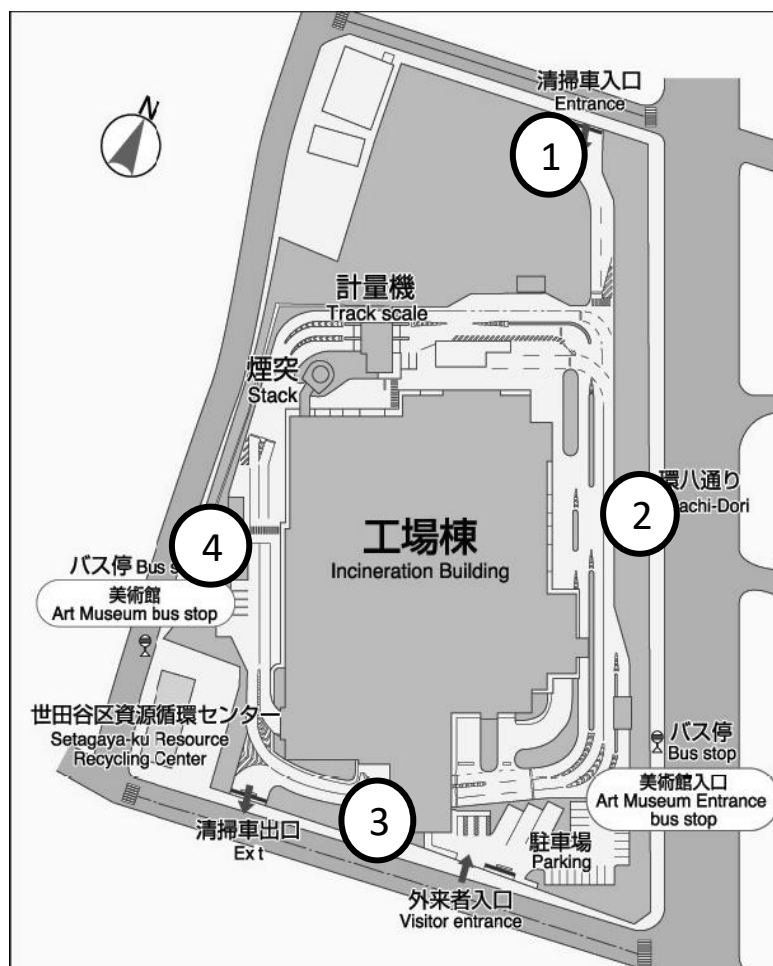 清掃車入口
Entrance
N
1
計量機
Track scale
煙突
Stack
環八通り
achi-Dori
2
工場棟
Incineration Building
4
バス停 Bus s
美術館
Art Museum bus stop
世田谷区資源循環センター
Setagaya-ku Resource
Recycling Center
バス停
Bus stop
美術館入口
Art Museum Entrance
bus stop
3
清掃車出口
Ex t
駐車場
Parking
外来者入口
Visitor entrance